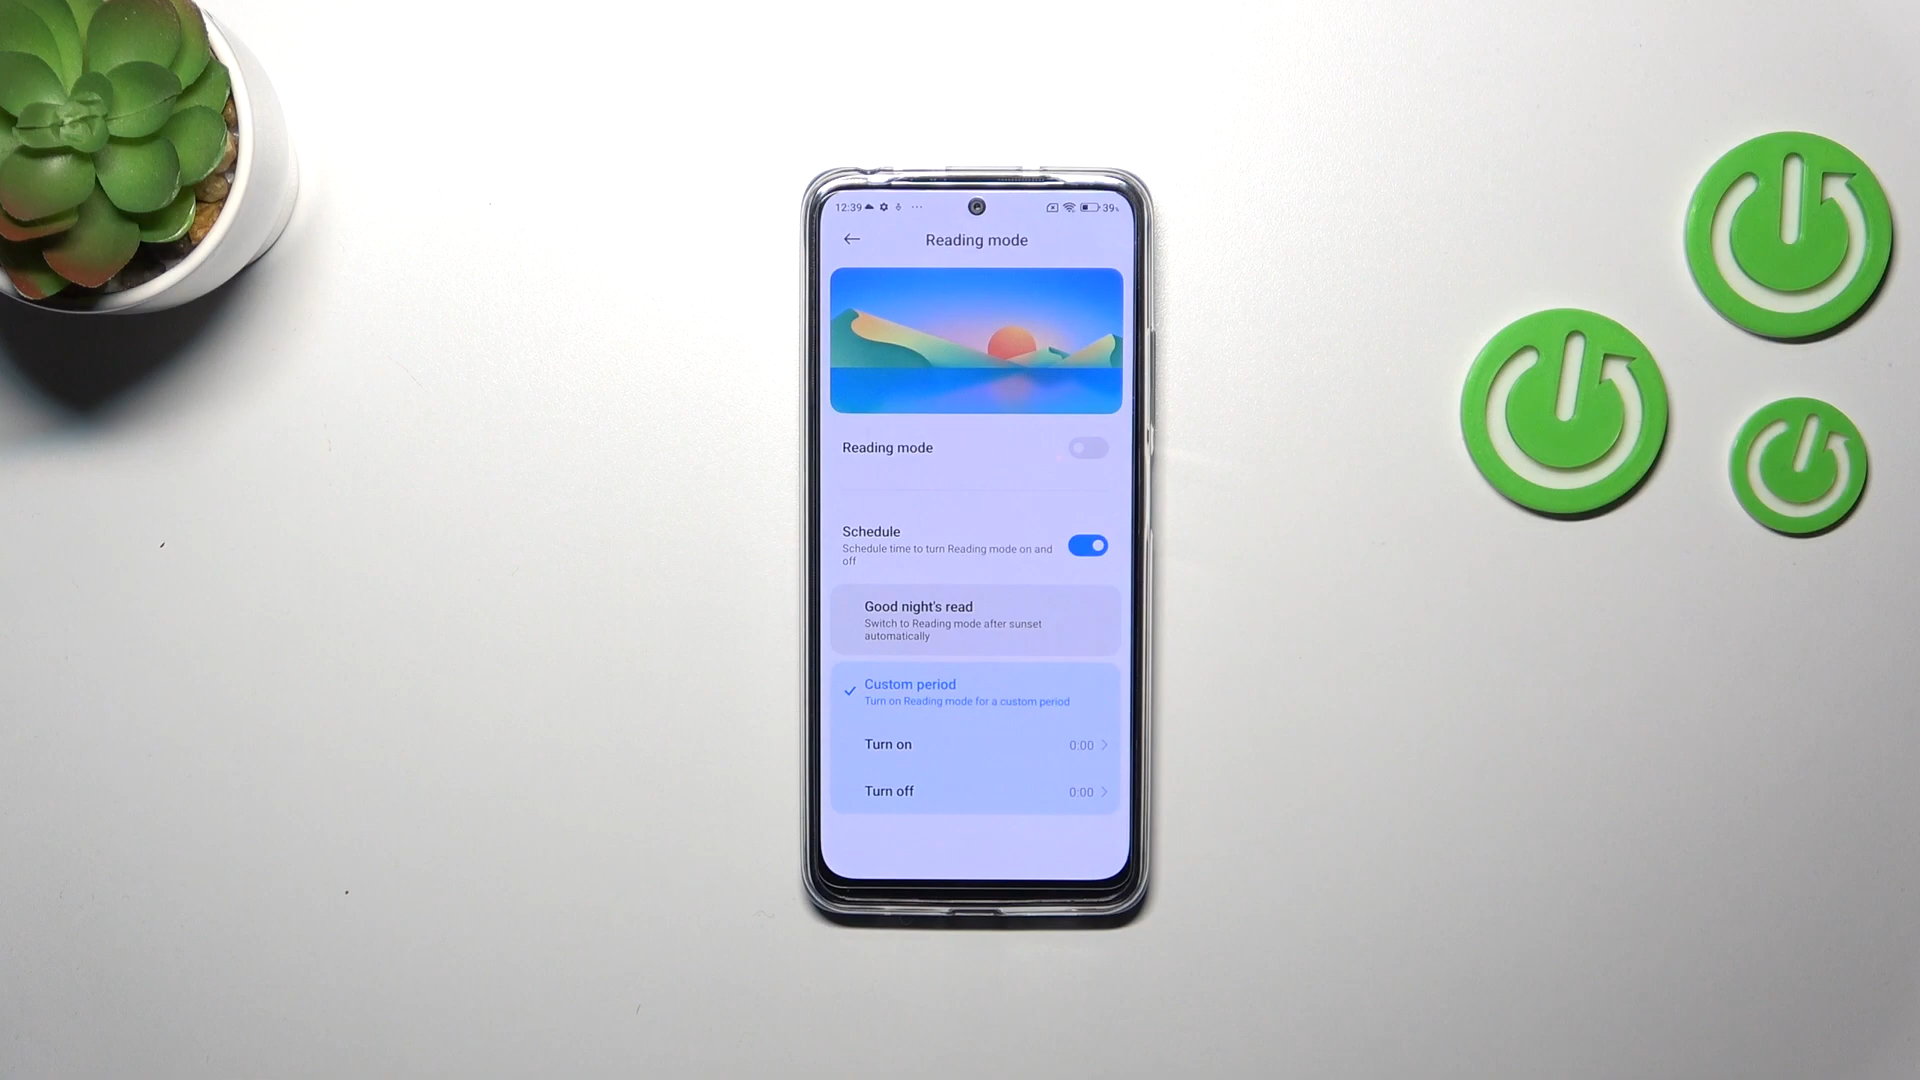 12:39
39%
Reading mode
Reading mode
Schedule
Schedule time to turn Reading mode on and
off
Good night's read
Switch to Reading mode after sunset
automatically
Custom period
Turn on Reading mode for a custom period
Turn on 0:00
Turn off 0:00